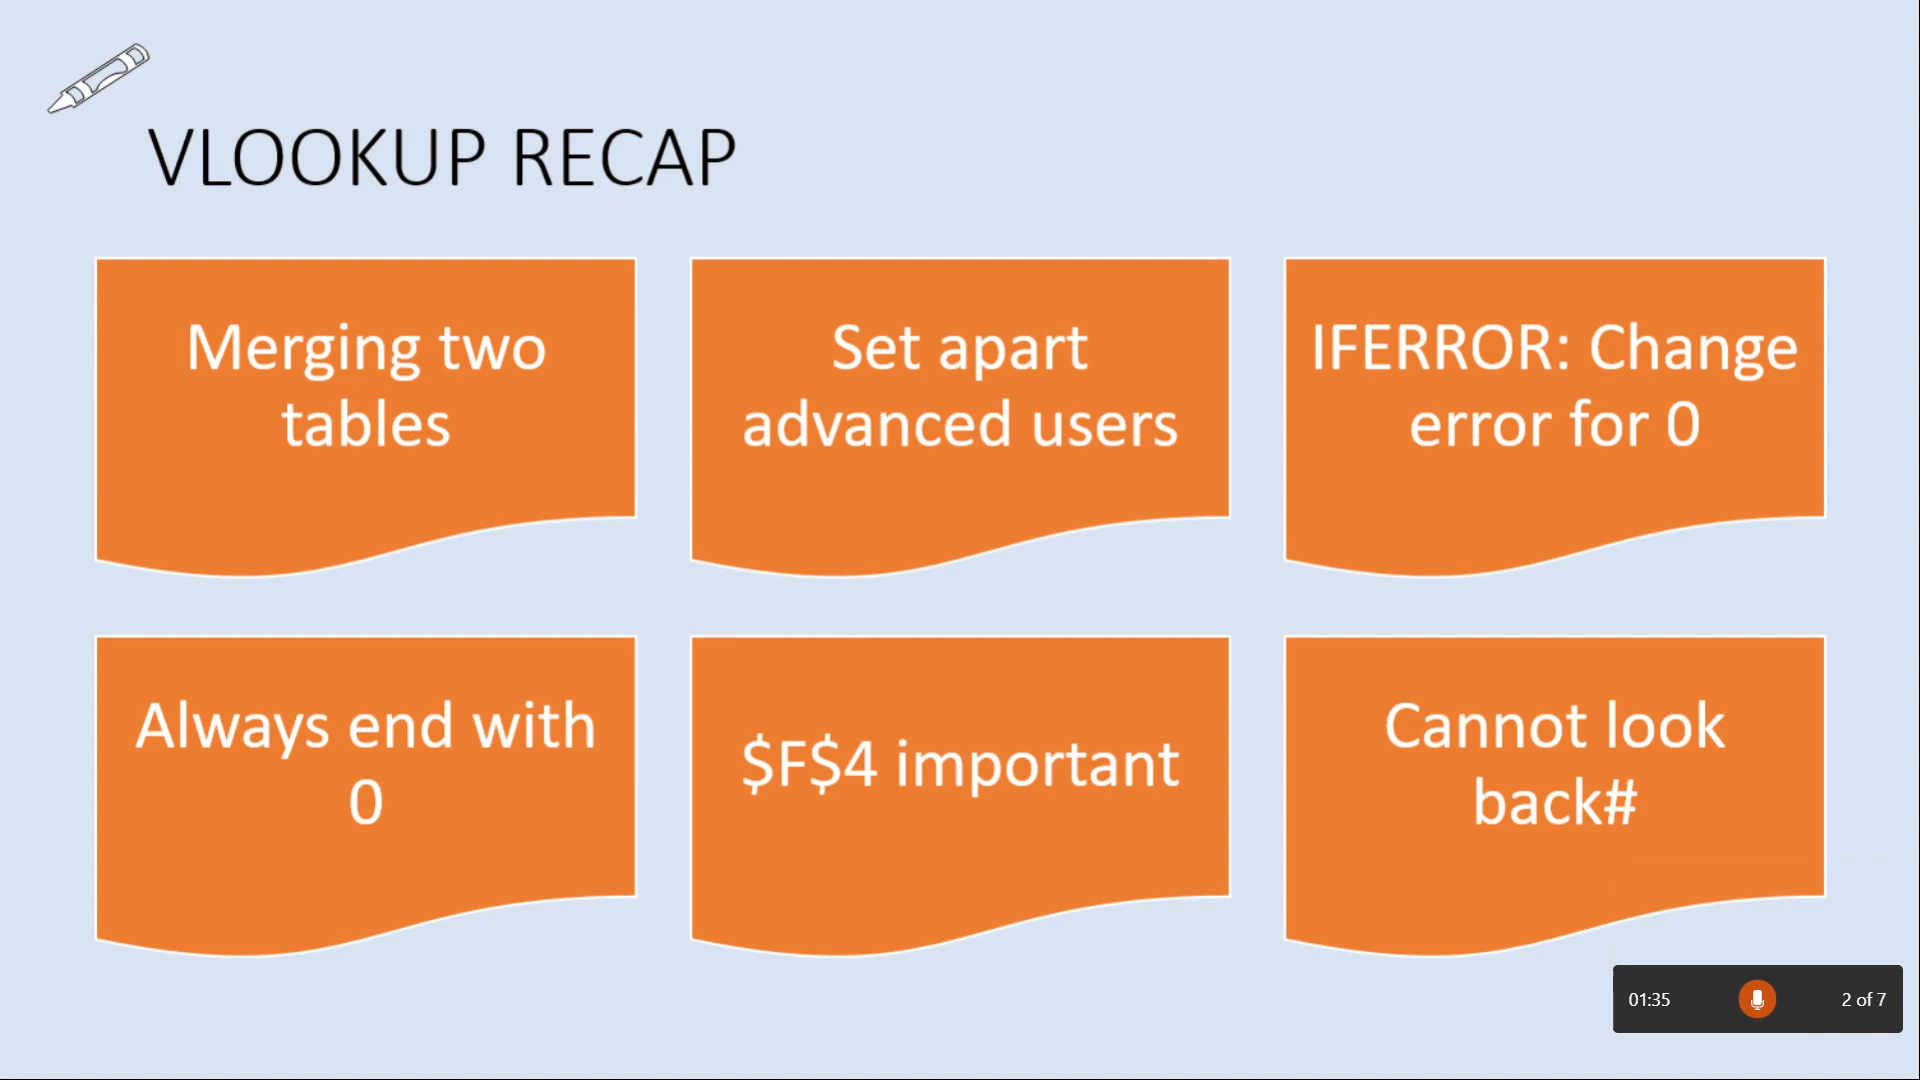 VLOOKUP RECAP
Merging two
tables
Set apart
advanced users
IFERROR: Change
error for 0
Always end with
0
$F$4 important
Cannot look
back#
01:35
2 of 7